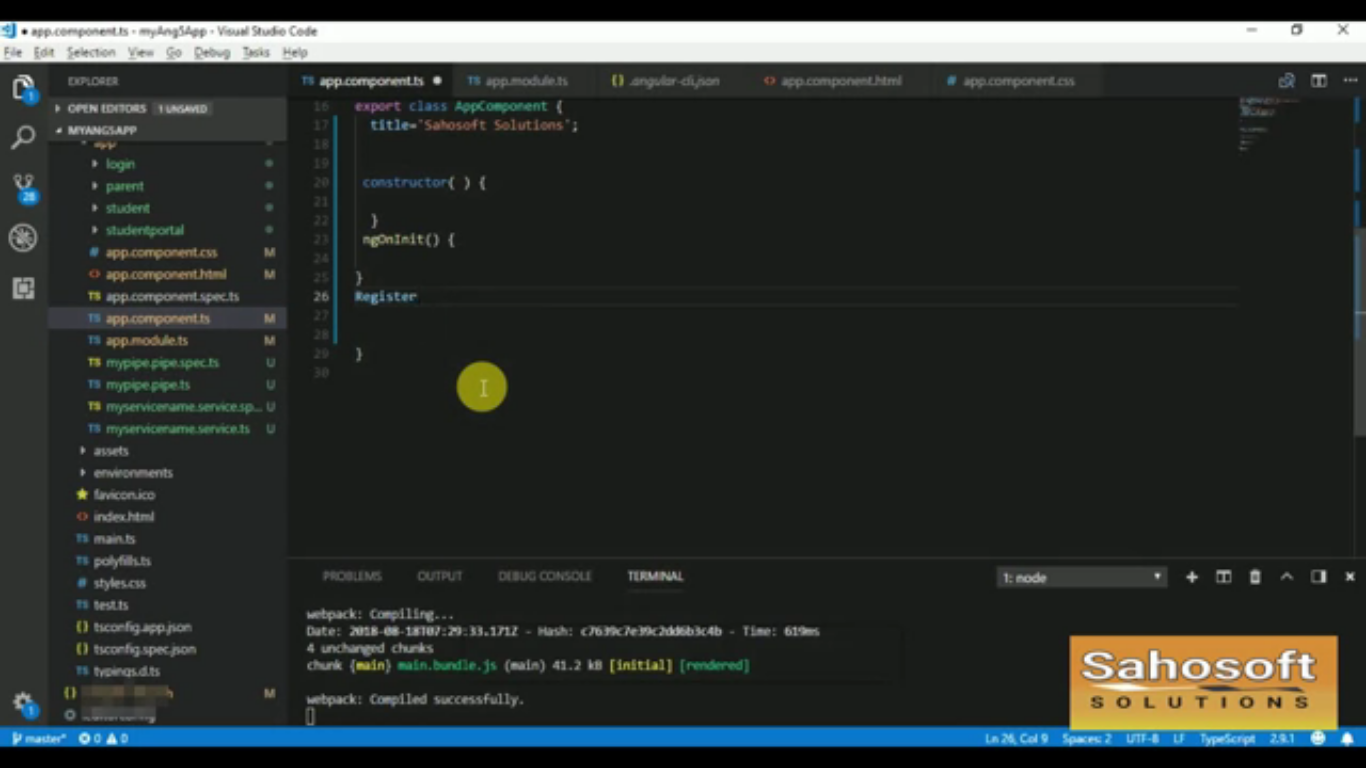 app.component.ts - myAng5App - Visual Studio Code
File Edit Selection View Go Debug Tasks Help
EXPLORER
OPEN EDITORS 1 UNSAVED
MYANG5APP
app
login
parent
student
studentportal
app.component.css M
app.component.html M
app.component.spec.ts
app.component.ts M
app.module.ts M
mypipe.pipe.spec.ts U
mypipe.pipe.ts U
myservicename.service.sp... U
myservicename.service.ts U
assets
environments
favicon.ico
index.html
main.ts
polyfills.ts
styles.css
test.ts
tsconfig.app.json
tsconfig.spec.json
typings.d.ts
M
app.component.ts app.module.ts .angular-cli.json app.component.html app.component.css
16 export class AppComponent {
17 title='Sahosoft Solutions';
18
19
20 constructor( ) {
21
22 }
23 ngOnInit() {
24
25 }
26 Register
27
28
29 }
30
PROBLEMS OUTPUT DEBUG CONSOLE TERMINAL 1: node
webpack: Compiling...
Date: 2018-08-18T07:29:33.171Z - Hash: c7639c7e39c2dd6b3c4b - Time: 619ms
4 unchanged chunks
chunk {main} main.bundle.js (main) 41.2 kB [initial] [rendered]
webpack: Compiled successfully.
Sahosoft
SOLUTIONS
master* 0 0 Ln 26, Col 9 Spaces: 2 UTF-8 LF TypeScript 2.9.1